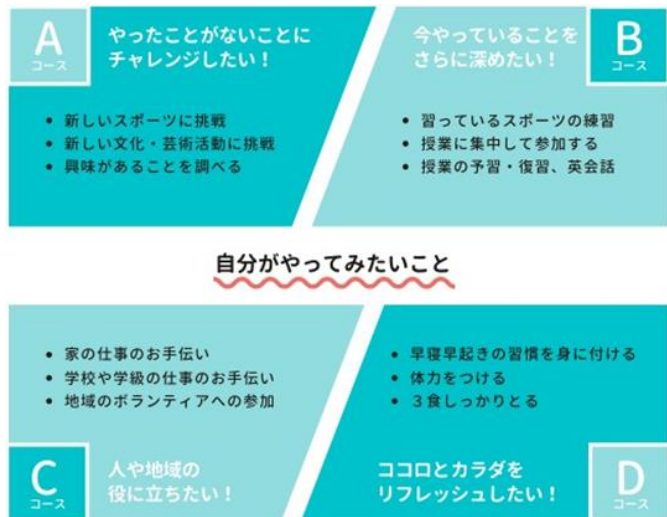 A
コース
やったことがないことに
チャレンジしたい！
・新しいスポーツに挑戦
・新しい文化・芸術活動に挑戦
・興味があることを調べる
今やっていることを
さらに深めたい！
B
コース
・習っているスポーツの練習
・授業に集中して参加する
・授業の予習・復習、英会話
自分がやってみたいこと
・家の仕事のお手伝い
・学校や学級の仕事のお手伝い
・地域のボランティアへの参加
C
コース
人や地域の
役に立ちたい！
・早寝早起きの習慣を身に付ける
・体力をつける
・３食しっかりとる
ココロとカラダを
リフレッシュしたい！
D
コース